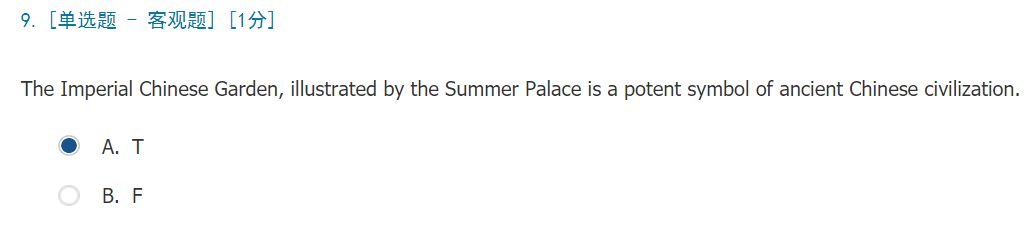 9. [单选题 - 客观题] [1分]
The Imperial Chinese Garden, illustrated by the Summer Palace is a potent symbol of ancient Chinese civilization.
A. T
B. F